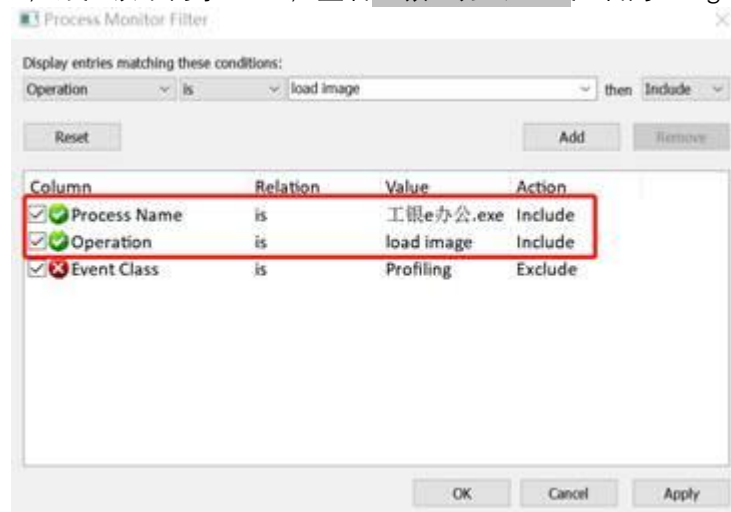 Process Monitor Filter
Display entries matching these conditions:
Operation is load image then Include
Reset Add Remove
Column Relation Value Action
Process Name is 工银e办公.exe Include
Operation is load image Include
Event Class is Profiling Exclude
OK Cancel Apply